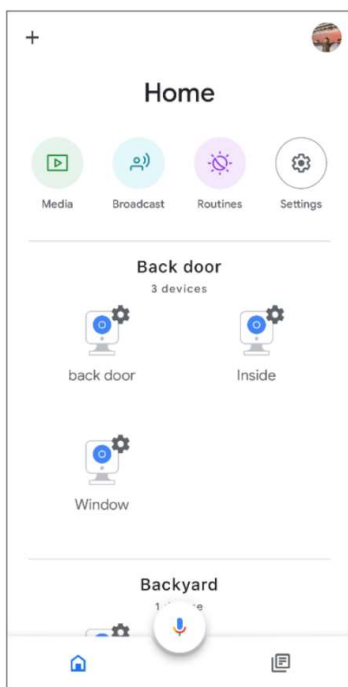 Home
Media Broadcast Routines Settings
Back door
3 devices
back door Inside
Window
Backyard